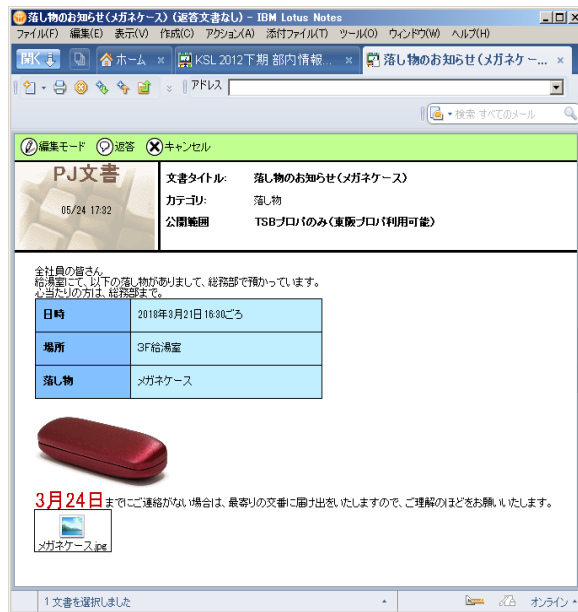 落し物のお知らせ(メガネケース) (返答文書なし) - IBM Lotus Notes
ファイル(F) 編集(E) 表示(V) 作成(C) アクション(A) 添付ファイル(T) ツール(O) ウィンドウ(W) ヘルプ(H)
開く ホーム × KSL 2012下期 部内情報... × 落し物のお知らせ(メガネケー... ×
アドレス
検索 すべてのメール
編集モード 返答 キャンセル
PJ文書
05/24 17:32
文書タイトル: 落し物のお知らせ(メガネケース)
カテゴリ: 落し物
公開範囲 TSBプロパのみ(東阪プロパ利用可能)
全社員の皆さん
給湯室にて、以下の落し物がありまして、総務部で預かっています。
心当たりの方は、総務部まで。
日時 2018年3月21日 16:30ごろ
場所 3F給湯室
落し物 メガネケース
3月24日までにご連絡がない場合は、最寄りの交番に届け出をいたしますので、ご理解のほどをお願いいたします。
メガネケース.jpg
1 文書を選択しました オンライン